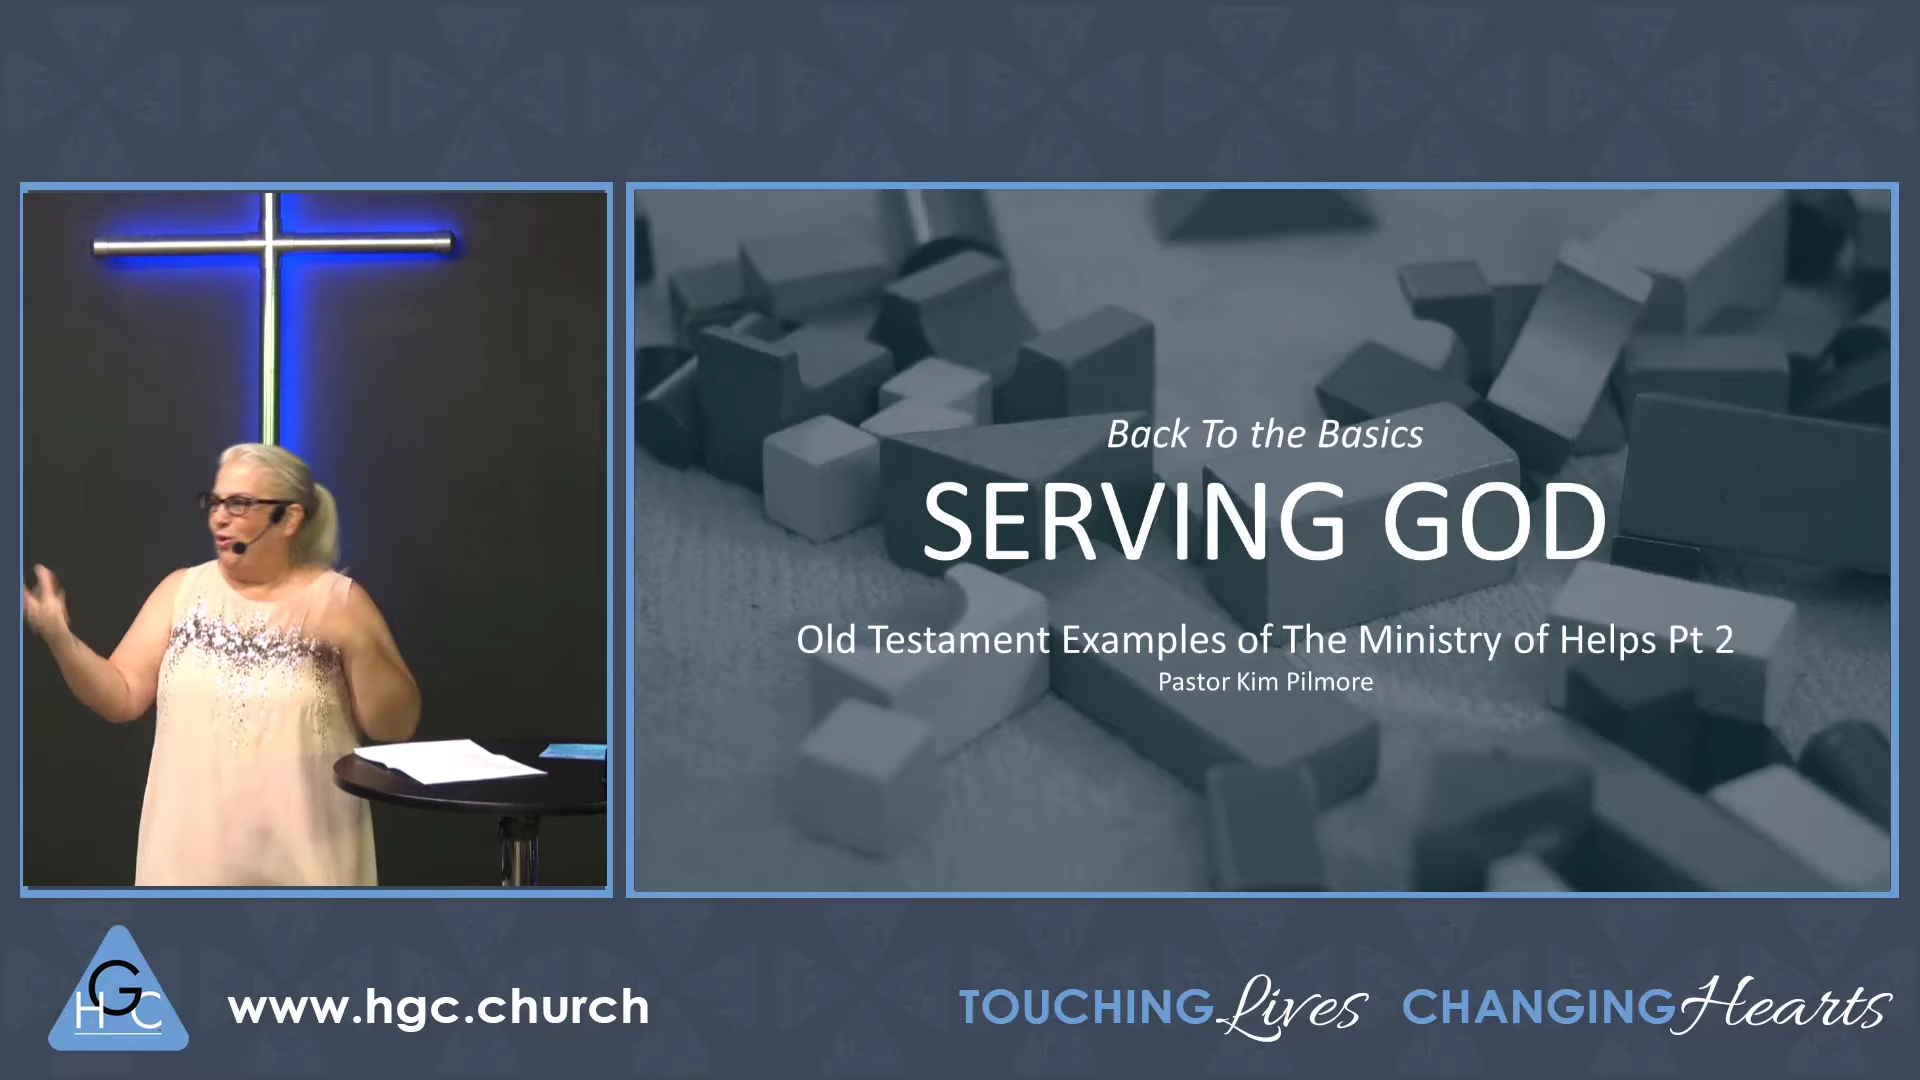 Back To the Basics
SERVING GOD
Old Testament Examples of The Ministry of Helps Pt 2
Pastor Kim Pilmore
HGC
www.hgc.church
TOUCHING Lives CHANGING Hearts